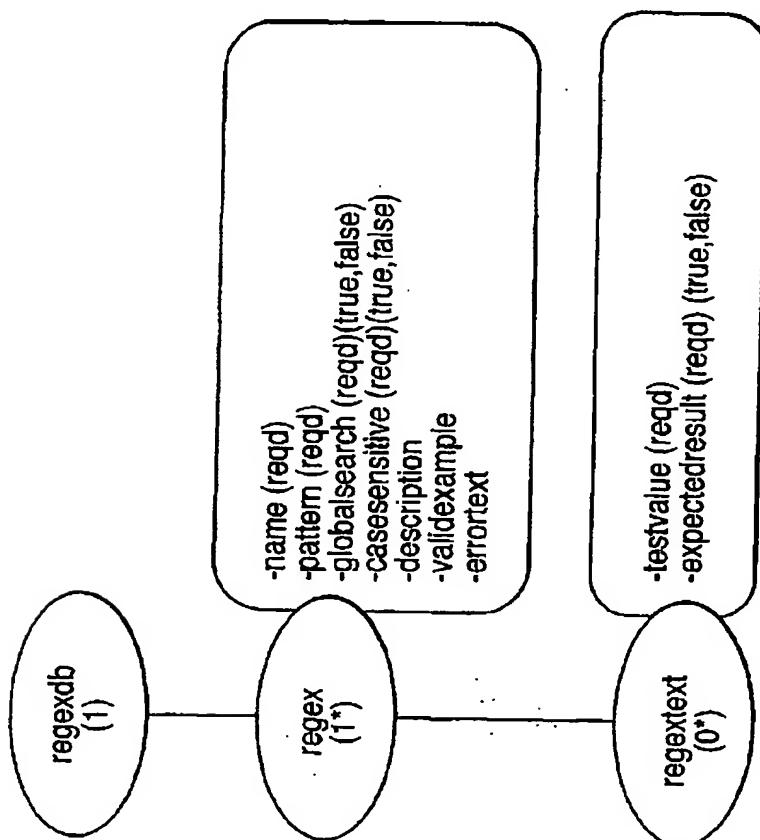 regexdb
(1)
regex
(1*)
-name (reqd)
-pattern (reqd)
-globalsearch (reqd)(true,false)
-casesensitive (reqd)(true,false)
-description
-validexample
-errortext
regextext
(0*)
-testvalue (reqd)
-expectedresult (reqd) (true,false)